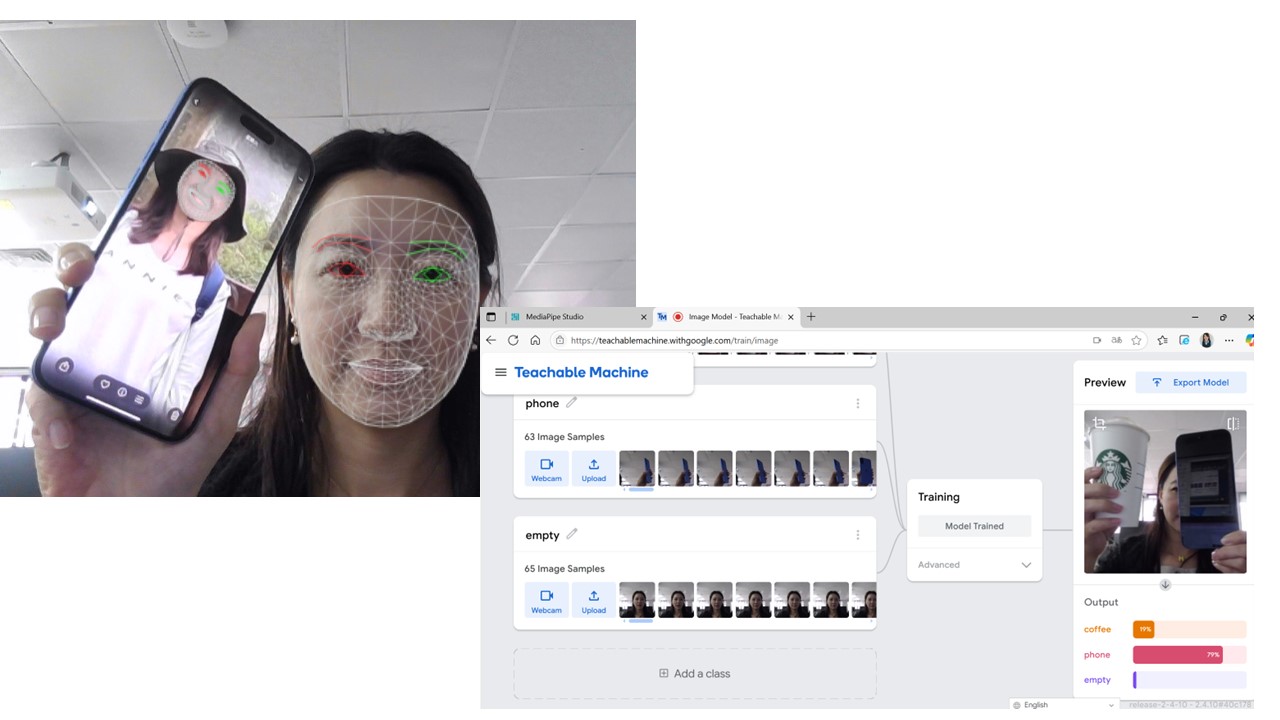 ANNIE
MediaPipe Studio
Image Model - Teachable M
https://teachablemachine.withgoogle.com/train/image
Teachable Machine
phone
63 Image Samples
Webcam
Upload
empty
65 Image Samples
Webcam
Upload
Add a class
Training
Model Trained
Advanced
Preview
Export Model
Output
coffee
19%
phone
79%
empty
English
release-2-4-10 - 2.4.10#40c178